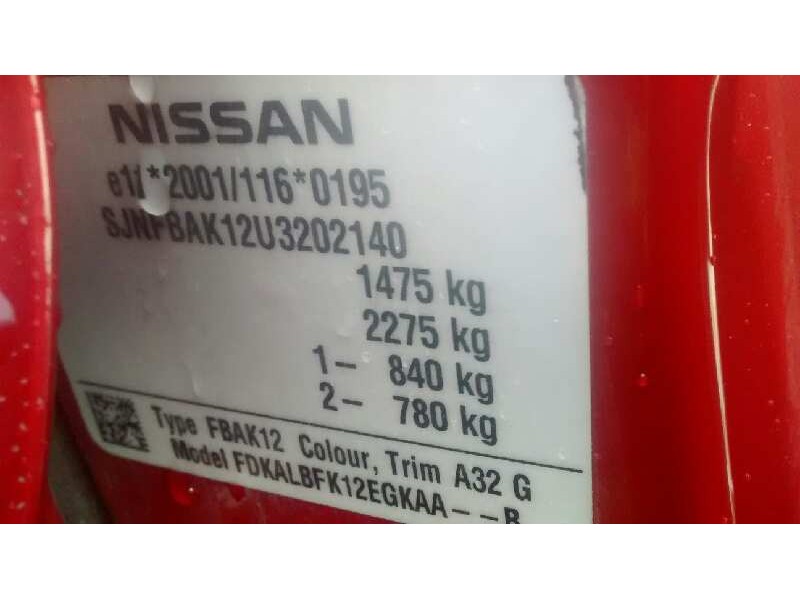 NISSAN
e11*2001/116*0195
SJNFBAK12U3202140
1475 kg
2275 kg
1- 840 kg
2- 780 kg
Type FBAK12 Colour, Trim A32 G
Model FDKALBFK12EGKAA--B